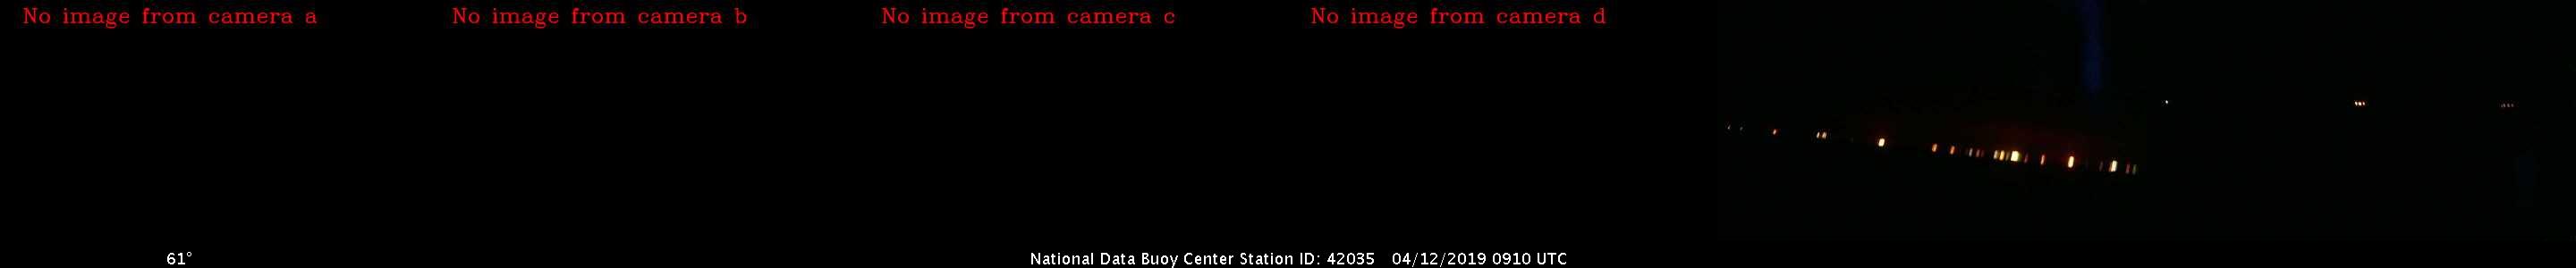 No image from camera a
No image from camera b
No image from camera c
No image from camera d
61°
National Data Buoy Center Station ID: 42035 04/12/2019 0910 UTC